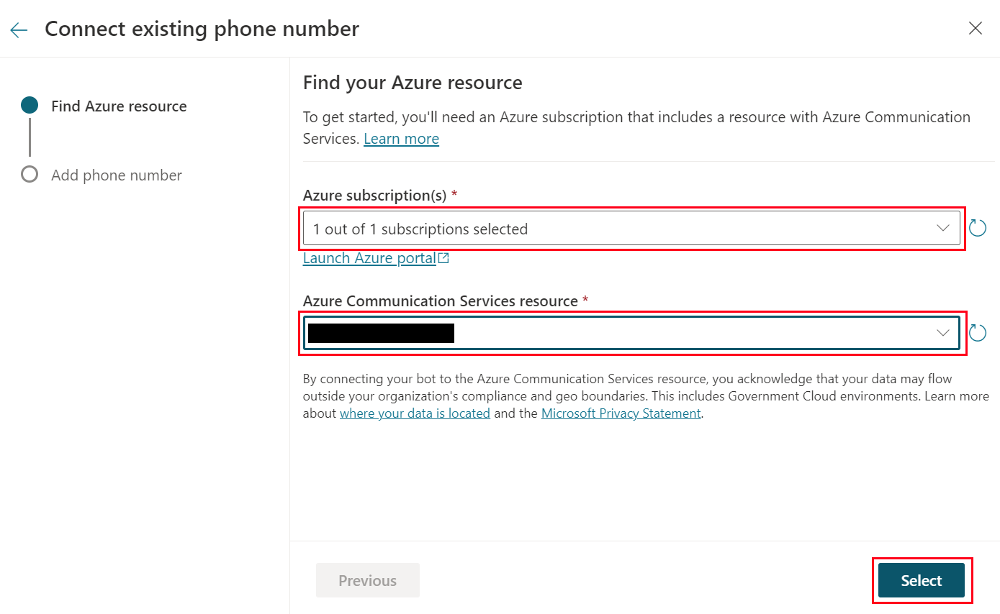 Connect existing phone number
Find Azure resource
Add phone number
Find your Azure resource
To get started, you'll need an Azure subscription that includes a resource with Azure Communication
Services. Learn more
Azure subscription(s) *
1 out of 1 subscriptions selected
Launch Azure portal
Azure Communication Services resource *
By connecting your bot to the Azure Communication Services resource, you acknowledge that your data may flow
outside your organization's compliance and geo boundaries. This includes Government Cloud environments. Learn more
about where your data is located and the Microsoft Privacy Statement.
Previous
Select